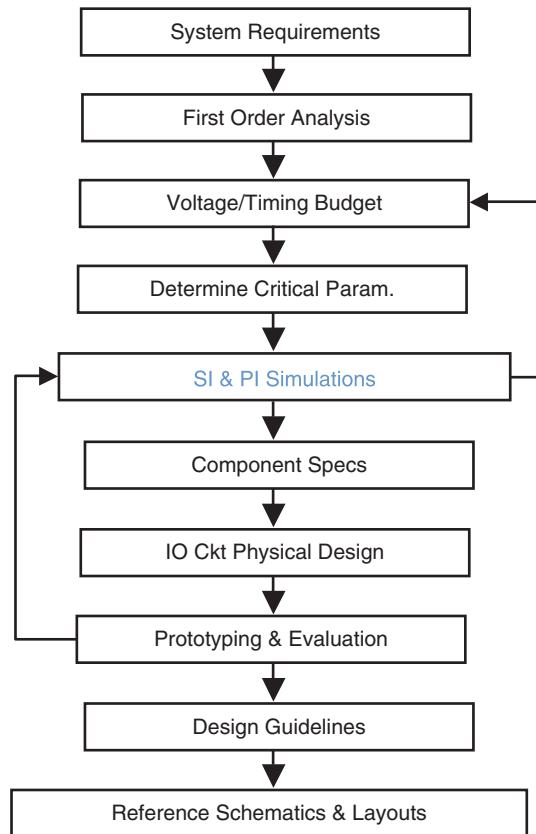 System Requirements
First Order Analysis
Voltage/Timing Budget
Determine Critical Param.
SI & PI Simulations
Component Specs
IO Ckt Physical Design
Prototyping & Evaluation
Design Guidelines
Reference Schematics & Layouts